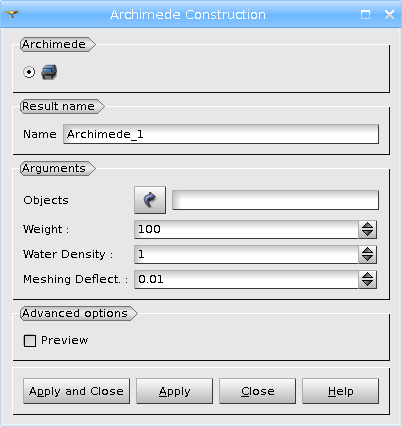 Archimede Construction
Archimede
Result name
Name Archimede_1
Arguments
Objects
Weight : 100
Water Density : 1
Meshing Deflect. : 0.01
Advanced options
Preview
Apply and Close Apply Close Help